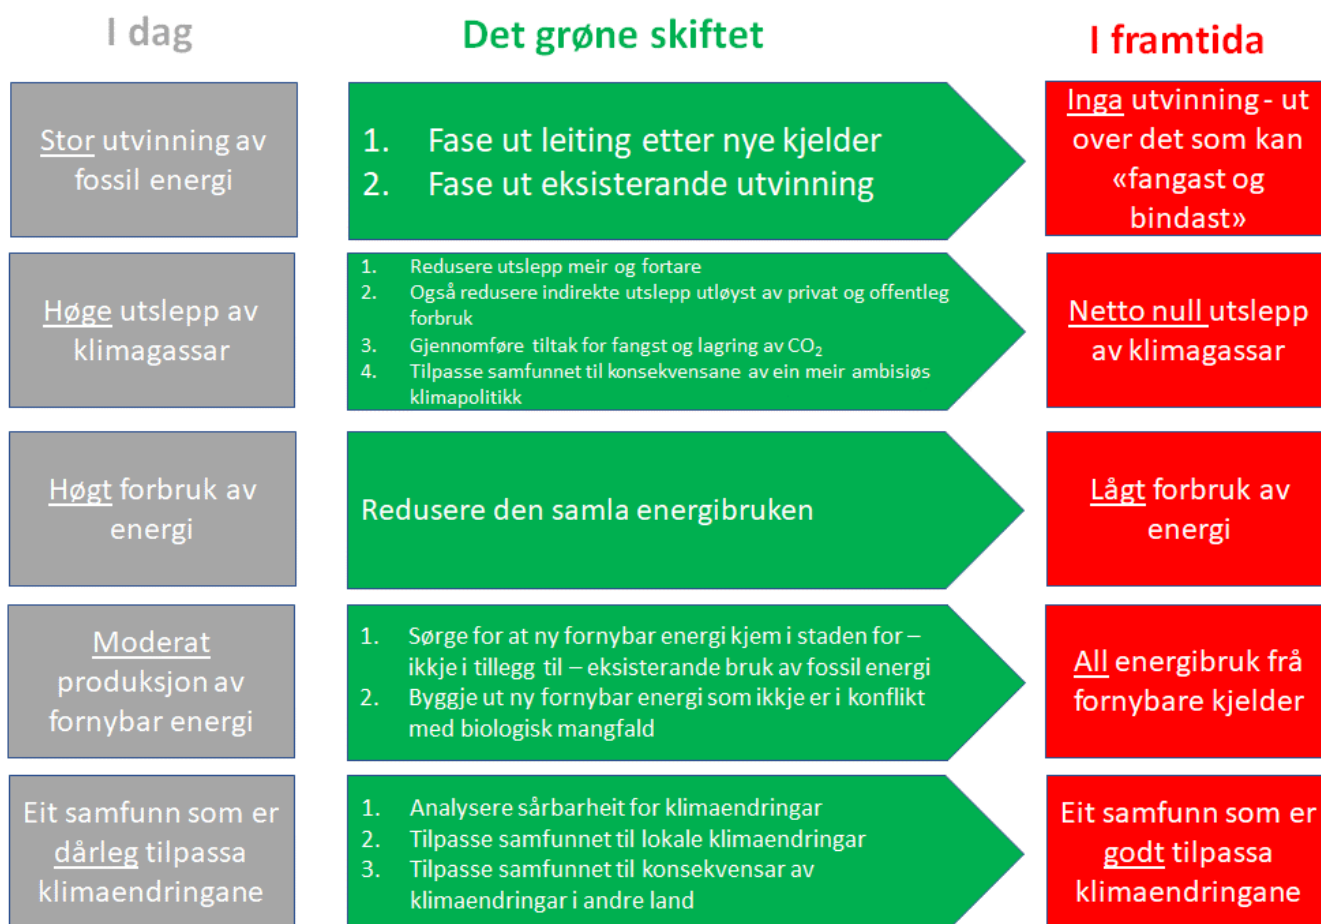 I dag
Det grøne skiftet
I framtida
Stor utvinning av
fossil energi
1. Fase ut leiting etter nye kjelder
2. Fase ut eksisterande utvinning
Inga utvinning - ut
over det som kan
«fangast og
bindast»
Høge utslepp av
klimagassar
1. Redusere utslepp meir og fortare
2. Også redusere indirekte utslepp utløyst av privat og offentleg
forbruk
3. Gjennomføre tiltak for fangst og lagring av CO₂
4. Tilpasse samfunnet til konsekvensane av ein meir ambisiøs
klimapolitikk
Netto null utslepp
av klimagassar
Høgt forbruk av
energi
Redusere den samla energibruken
Lågt forbruk av
energi
Moderat
produksjon av
fornybar energi
1. Sørge for at ny fornybar energi kjem i staden for –
ikkje i tillegg til – eksisterande bruk av fossil energi
2. Byggje ut ny fornybar energi som ikkje er i konflikt
med biologisk mangfald
All energibruk frå
fornybare kjelder
Eit samfunn som er
dårleg tilpassa
klimaendringane
1. Analysere sårbarheit for klimaendringar
2. Tilpasse samfunnet til lokale klimaendringar
3. Tilpasse samfunnet til konsekvensar av
klimaendringar i andre land
Eit samfunn som er
godt tilpassa
klimaendringane